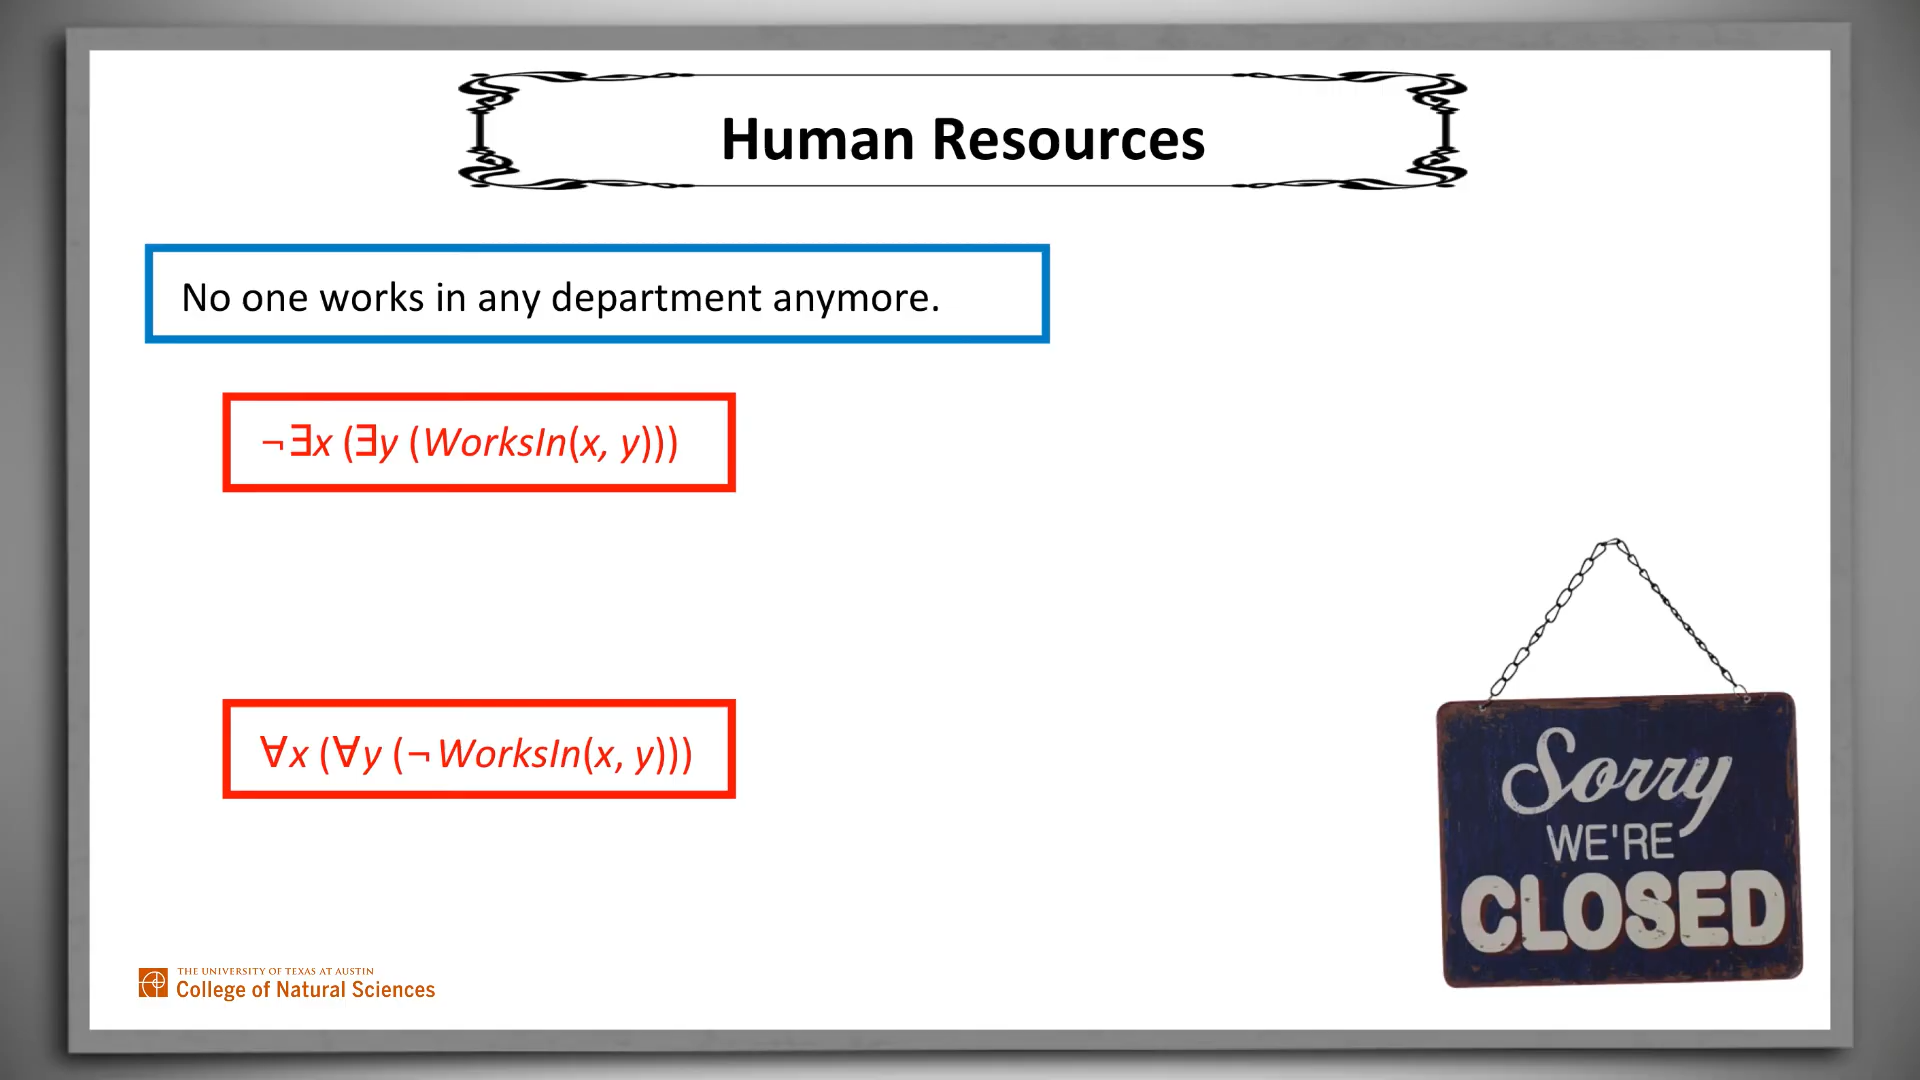 Human Resources
No one works in any department anymore.
¬∃x (∃y (WorksIn(x, y)))
∀x (∀y (¬WorksIn(x, y)))
Sorry
WE'RE
CLOSED
THE UNIVERSITY OF TEXAS AT AUSTIN
College of Natural Sciences